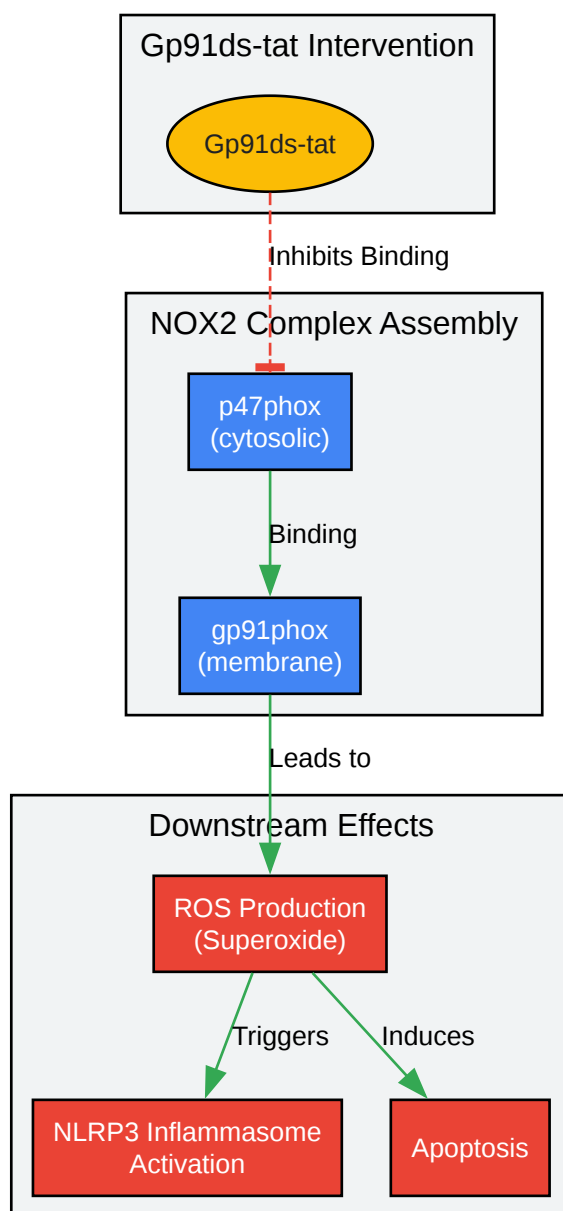 Gp91ds-tat Intervention
Gp91ds-tat
Inhibits Binding
NOX2 Complex Assembly
p47phox
(cytosolic)
Binding
gp91phox
(membrane)
Leads to
Downstream Effects
ROS Production
(Superoxide)
Triggers
Induces
NLRP3 Inflammasome
Activation
Apoptosis